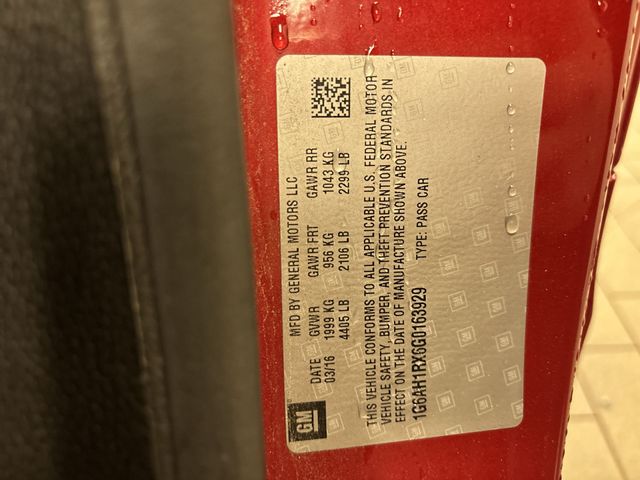 GM
MFD BY GENERAL MOTORS LLC
DATE GVWR GAWR FRT GAWR RR
03/16 1999 KG 956 KG 1043 KG
4405 LB 2106 LB 2299 LB
THIS VEHICLE CONFORMS TO ALL APPLICABLE U.S. FEDERAL MOTOR
VEHICLE SAFETY, BUMPER, AND THEFT PREVENTION STANDARDS IN
EFFECT ON THE DATE OF MANUFACTURE SHOWN ABOVE.
1G6AH1RX6G0163929 TYPE: PASS CAR